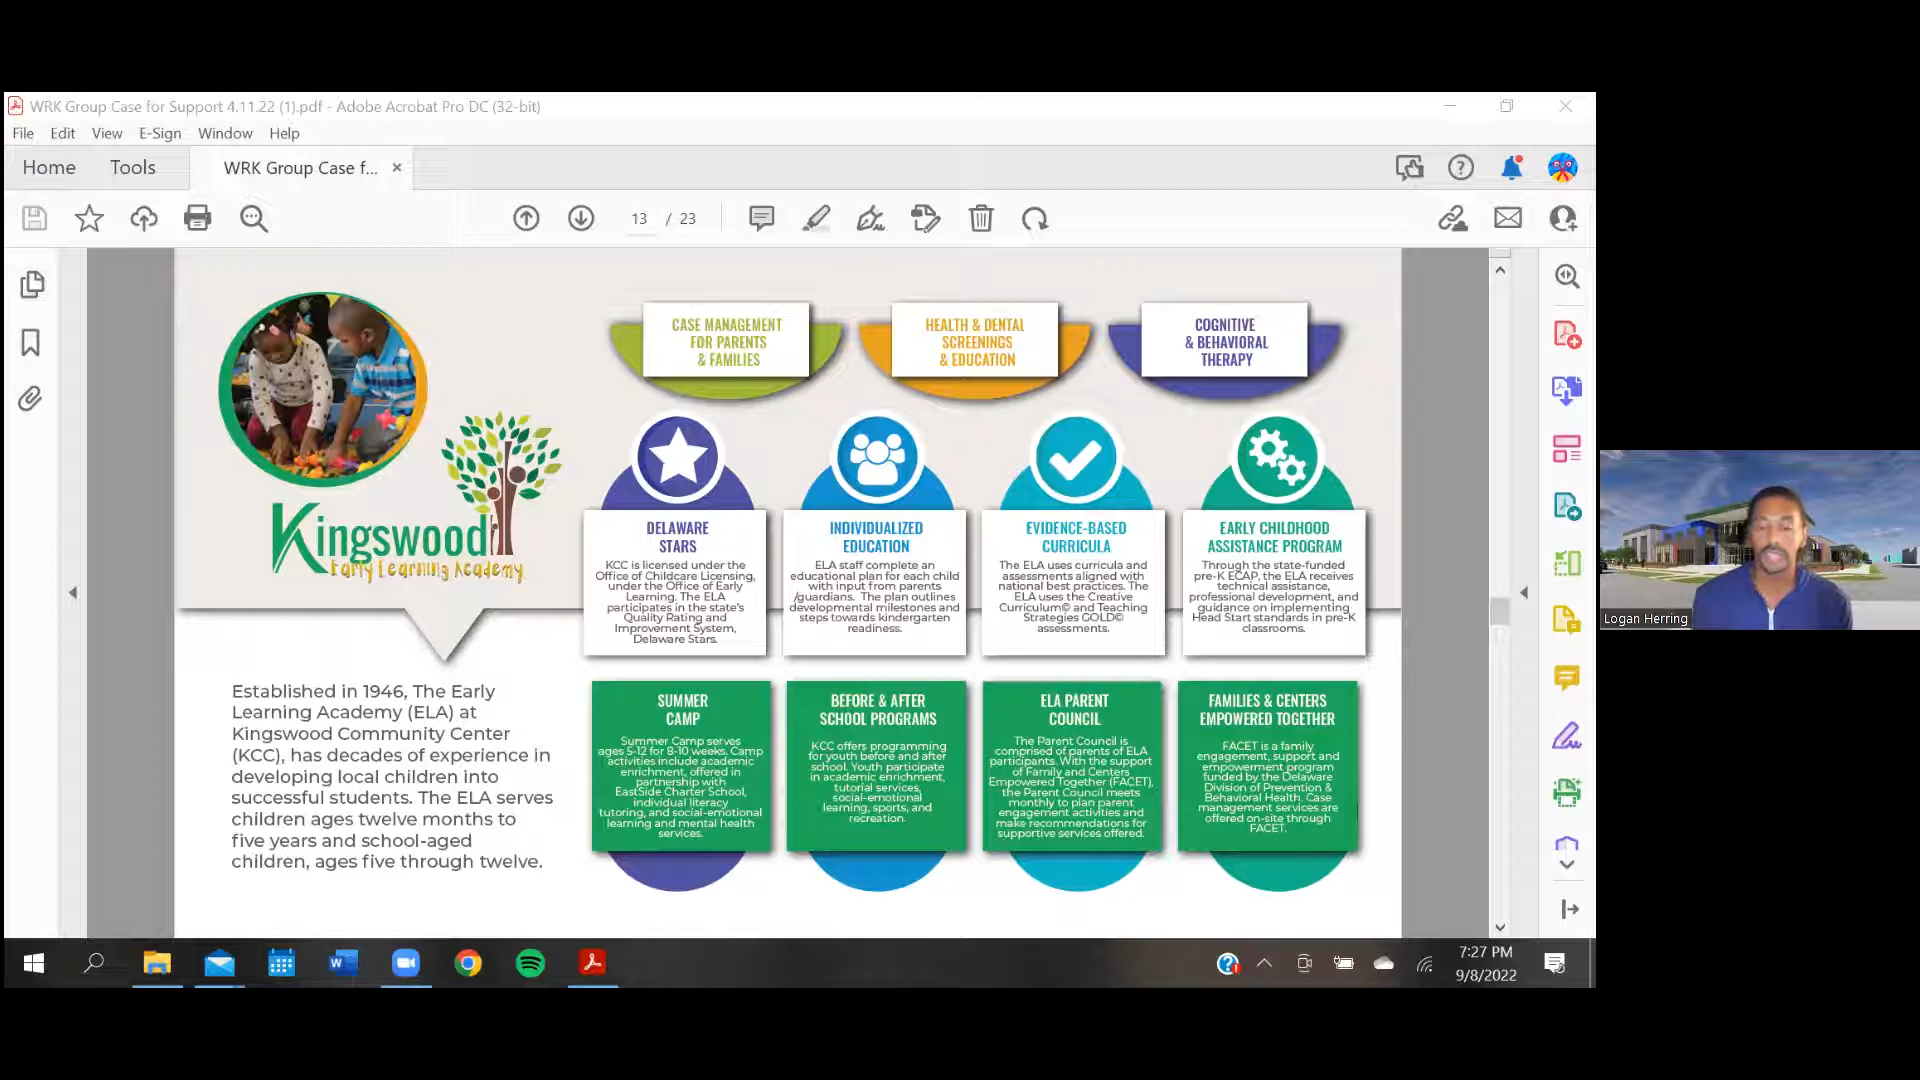 WRK Group Case for Support 4.11.22 (1).pdf - Adobe Acrobat Pro DC (32-bit)
File Edit View E-Sign Window Help
Home Tools WRK Group Case f... ×
13 / 23
CASE MANAGEMENT
FOR PARENTS
& FAMILIES
HEALTH & DENTAL
SCREENINGS
& EDUCATION
COGNITIVE
& BEHAVIORAL
THERAPY
Kingswood
Early Learning Academy
DELAWARE
STARS
KCC is licensed under the
Office of Childcare Licensing,
under the Office of Early
Learning. The ELA
participates in the state's
Quality Rating and
Improvement System,
Delaware Stars.
INDIVIDUALIZED
EDUCATION
ELA staff complete an
educational plan for each child
with input from parents
/guardians. The plan outlines
developmental milestones and
steps towards kindergarten
readiness.
EVIDENCE-BASED
CURRICULA
The ELA uses curricula and
assessments aligned with
national best practices. The
ELA uses the Creative
Curriculum© and Teaching
Strategies GOLD©
assessments.
EARLY CHILDHOOD
ASSISTANCE PROGRAM
Through the state-funded
pre-K ECAP, the ELA receives
technical assistance,
professional development, and
guidance on implementing
Head Start standards in pre-K
classrooms.
Established in 1946, The Early
Learning Academy (ELA) at
Kingswood Community Center
(KCC), has decades of experience in
developing local children into
successful students. The ELA serves
children ages twelve months to
five years and school-aged
children, ages five through twelve.
SUMMER
CAMP
Summer Camp serves
ages 5-12 for 8-10 weeks. Camp
activities include academic
enrichment, offered in
partnership with
EastSide Charter School,
individual literacy
tutoring, and social-emotional
learning and mental health
services.
BEFORE & AFTER
SCHOOL PROGRAMS
KCC offers programming
for youth before and after
school. Youth participate
in academic enrichment,
tutorial services,
social-emotional
learning, sports, and
recreation.
ELA PARENT
COUNCIL
The Parent Council is
comprised of parents of ELA
participants. With the support
of Family and Centers
Empowered Together (FACET),
the Parent Council meets
monthly to plan parent
engagement activities and
make recommendations for
supportive services offered.
FAMILIES & CENTERS
EMPOWERED TOGETHER
FACET is a family
engagement, support and
empowerment program
funded by the Delaware
Division of Prevention &
Behavioral Health. Case
management services are
offered on-site through
FACET.
Logan Herring
7:27 PM
9/8/2022